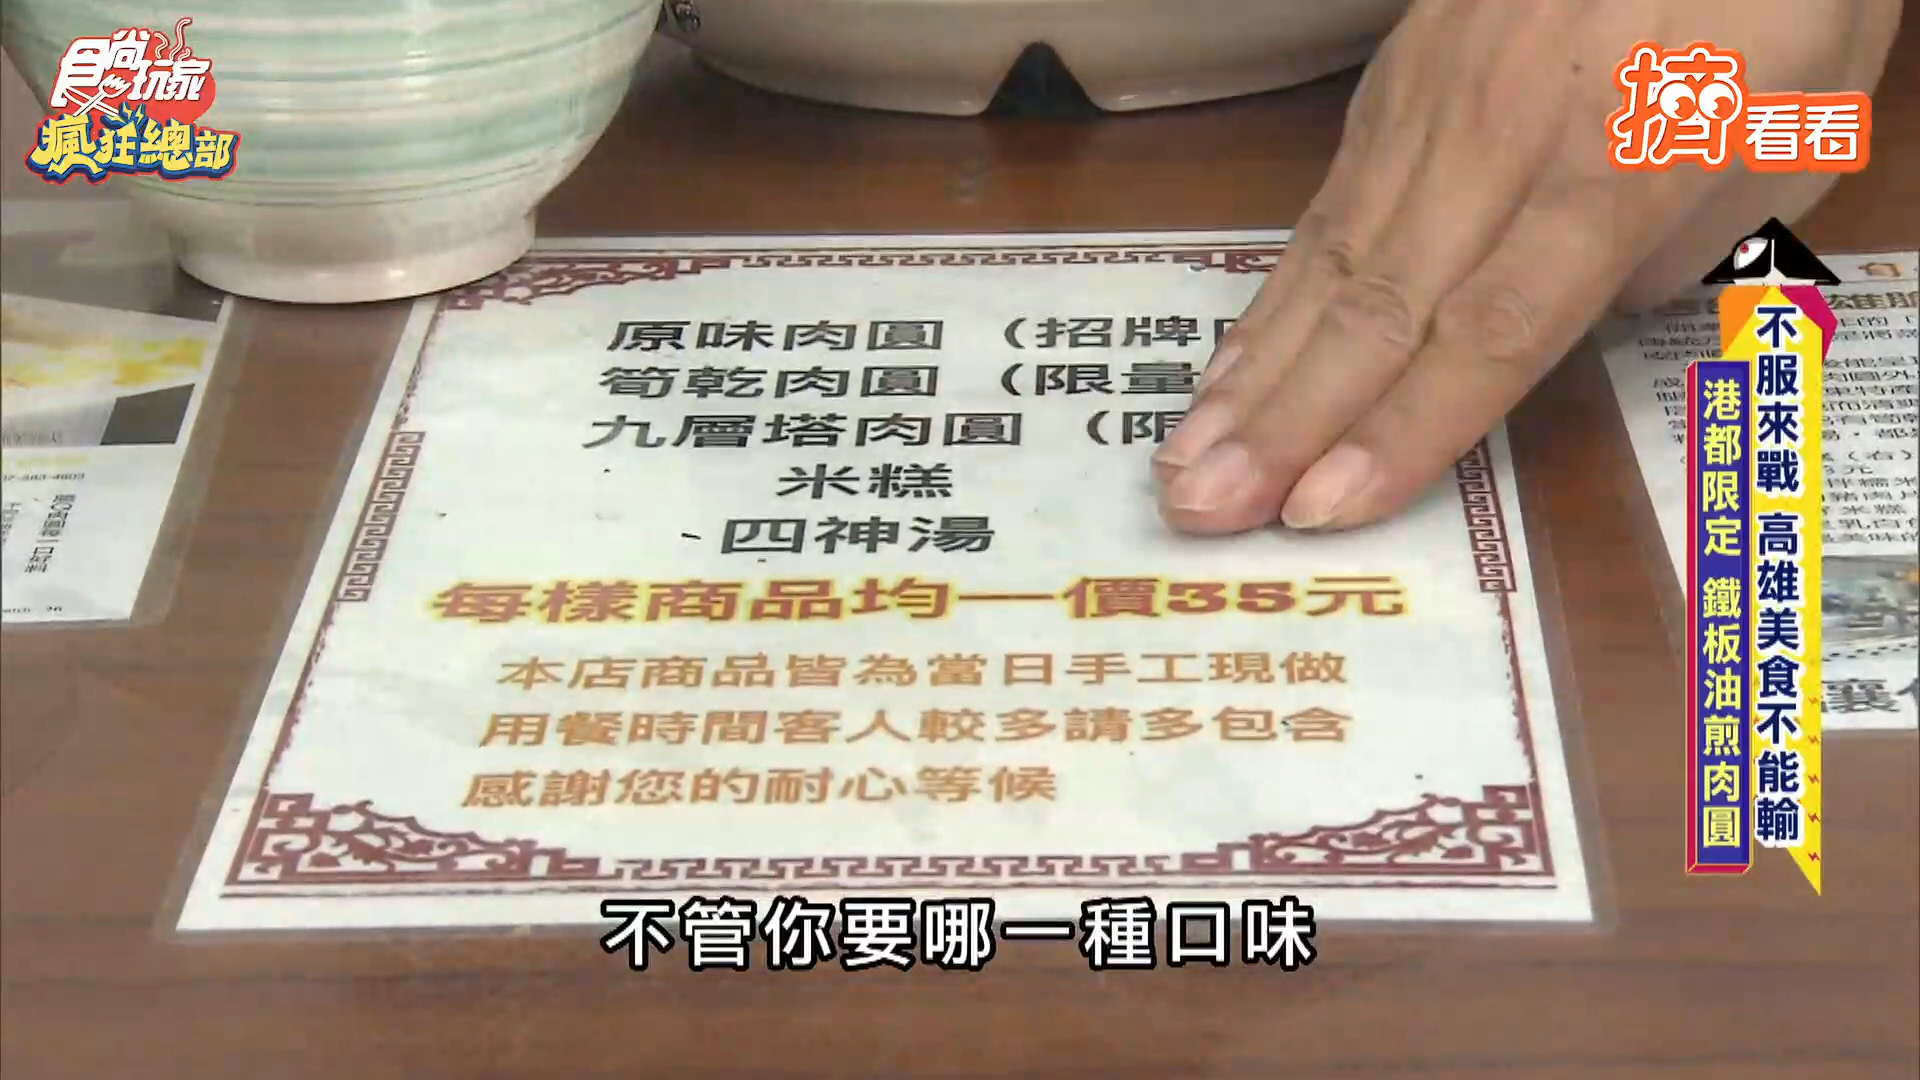 食尚玩家
瘋狂總部
擠看看
原味肉圓（招牌
筍乾肉圓（限量
九層塔肉圓（限
米糕
四神湯
每樣商品均一價35元
本店商品皆為當日手工現做
用餐時間客人較多請多包含
感謝您的耐心等候
不服來戰 高雄美食不能輸
港都限定 鐵板油煎肉圓
不管你要哪一種口味